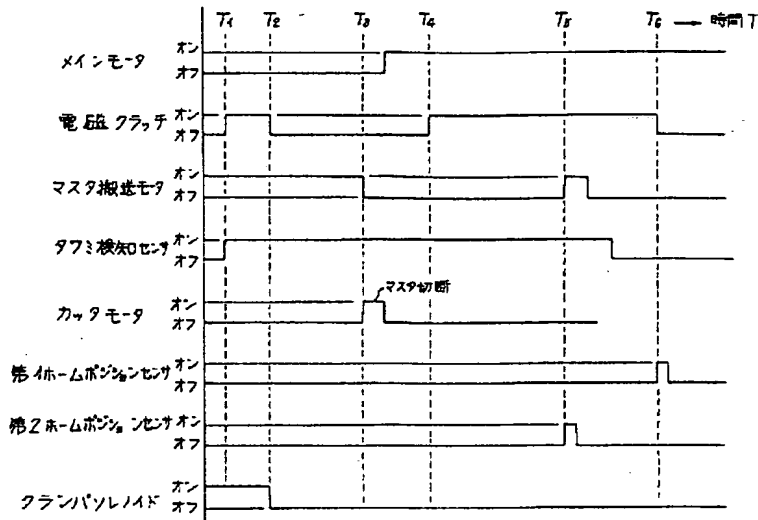 T1 T2 T3 T4 T5 T6 → 時間T
メインモータ オン
オフ
電磁クラッチ オン
オフ
マスタ搬送モータ オン
オフ
タワミ検知センサ オン
オフ
マスタ切断
カッタモータ オン
オフ
第1ホームポジションセンサ オン
オフ
第2ホームポジションセンサ オン
オフ
クランパソレノイド オン
オフ